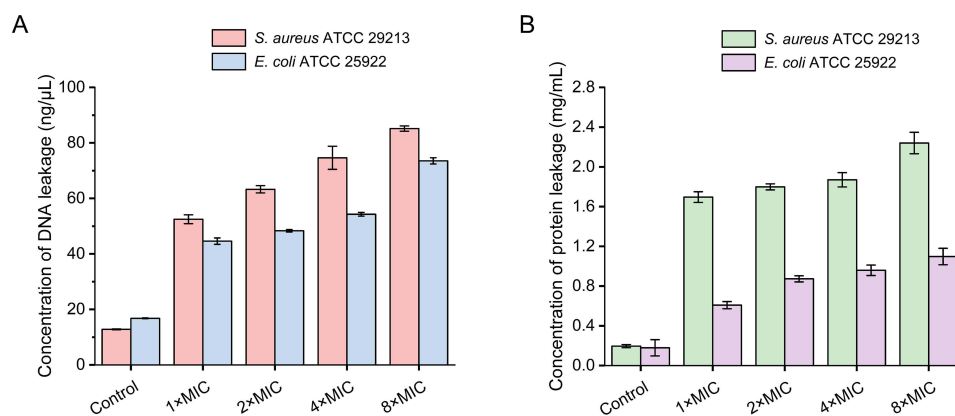 A
S. aureus ATCC 29213
E. coli ATCC 25922
Concentration of DNA leakage (ng/µL)
100
80
60
40
20
0
Control
1×MIC
2×MIC
4×MIC
8×MIC
B
S. aureus ATCC 29213
E. coli ATCC 25922
Concentration of protein leakage (mg/mL)
2.8
2.4
2.0
1.6
1.2
0.8
0.4
0.0
Control
1×MIC
2×MIC
4×MIC
8×MIC